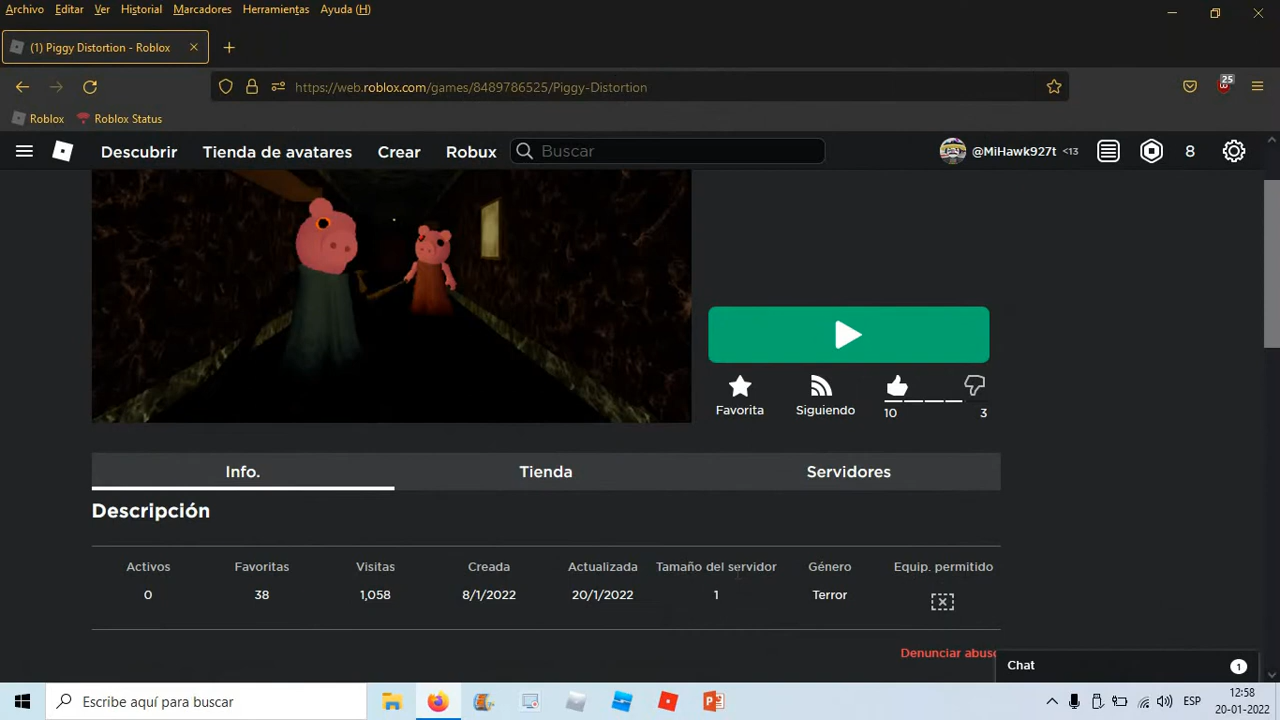 Archivo Editar Ver Historial Marcadores Herramientas Ayuda (H)
(1) Piggy Distortion - Roblox
https://web.roblox.com/games/8489786525/Piggy-Distortion
25
Roblox Roblox Status
Descubrir Tienda de avatares Crear Robux Buscar @MiHawk927t <13 8
Favorita Siguiendo 10 3
Info. Tienda Servidores
Descripción
Activos Favoritas Visitas Creada Actualizada Tamaño del servidor Género Equip. permitido
0 38 1,058 8/1/2022 20/1/2022 1 Terror
Denunciar abuso
Chat 1
Escribe aquí para buscar
ESP
12:58
20-01-2022